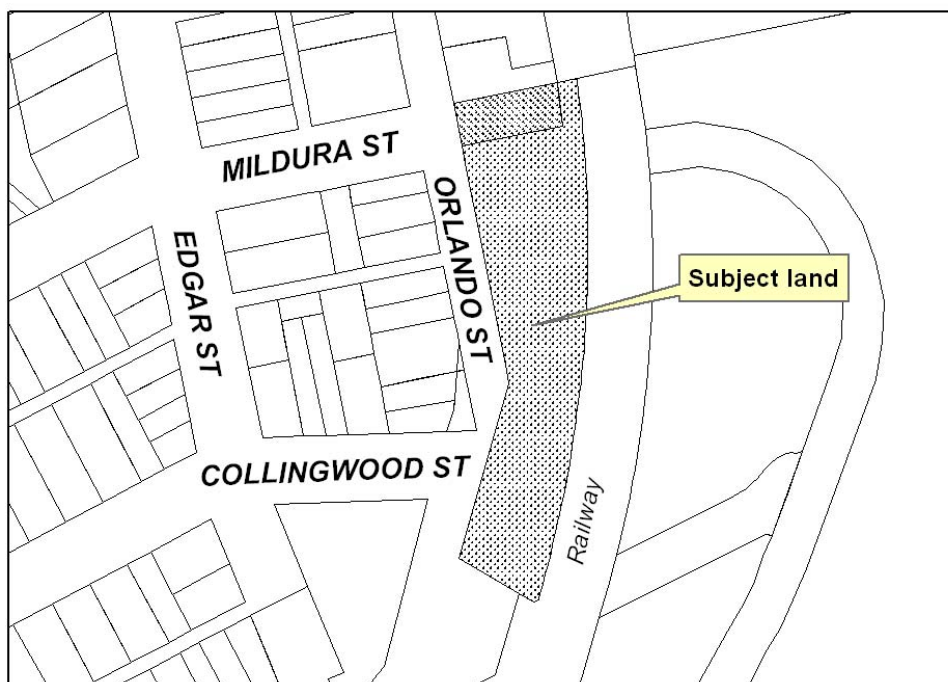 MILDURA ST
ORLANDO ST
EDGAR ST
Subject land
COLLINGWOOD ST
Railway